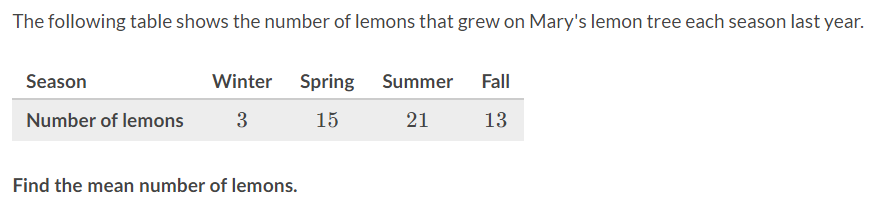 The following table shows the number of lemons that grew on Mary's lemon tree each season last year.
Season Winter Spring Summer Fall
Number of lemons 3 15 21 13
Find the mean number of lemons.